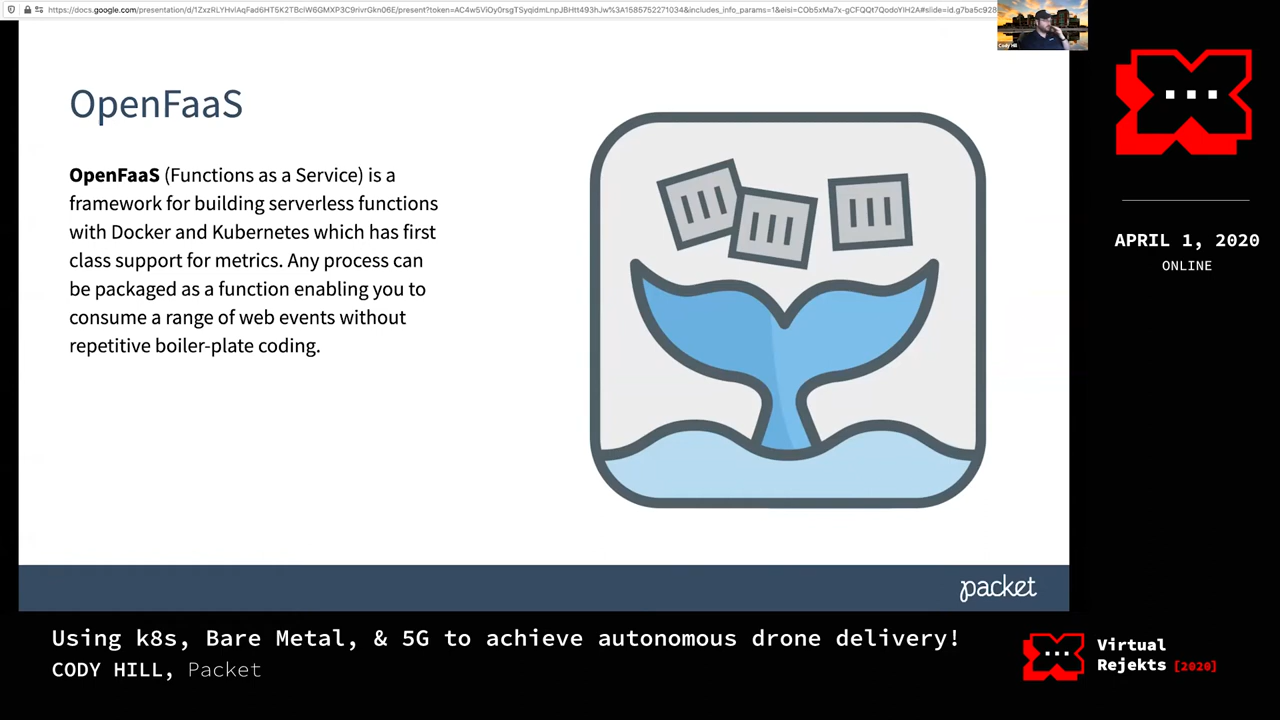 OpenFaaS
OpenFaaS (Functions as a Service) is a
framework for building serverless functions
with Docker and Kubernetes which has first
class support for metrics. Any process can
be packaged as a function enabling you to
consume a range of web events without
repetitive boiler-plate coding.
packet
Cody Hill
APRIL 1, 2020
ONLINE
Using k8s, Bare Metal, & 5G to achieve autonomous drone delivery!
CODY HILL, Packet
Virtual
Rejekts [2020]